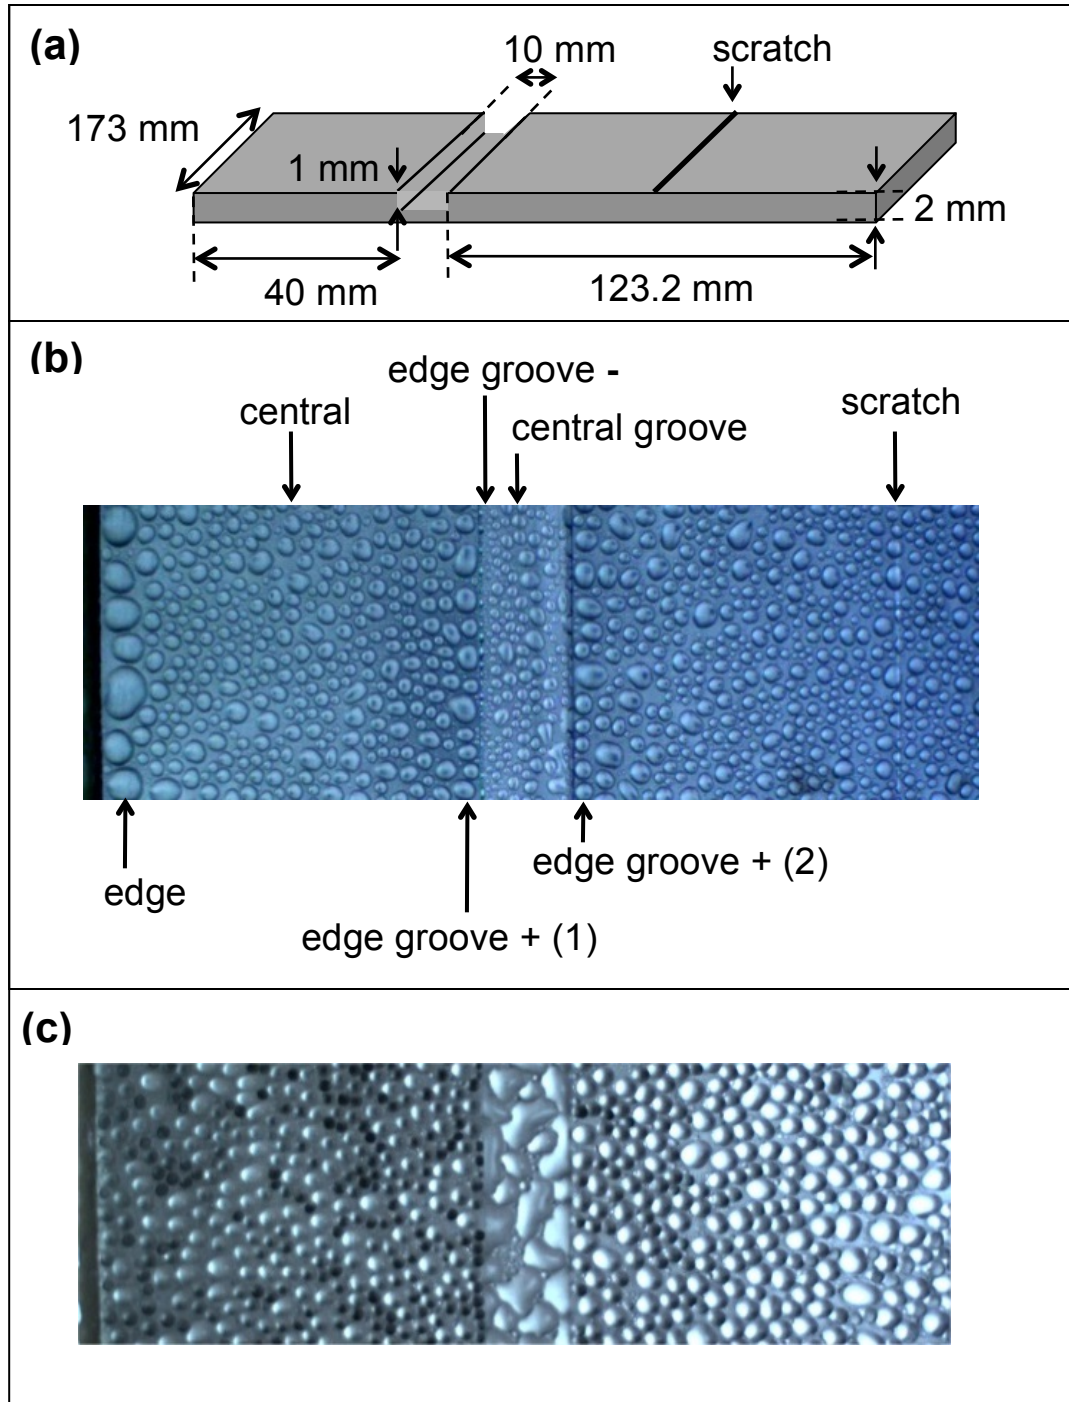 (a)
10 mm
scratch
173 mm
1 mm
2 mm
40 mm
123.2 mm
(b)
edge groove -
central
central groove
scratch
edge
edge groove + (1)
edge groove + (2)
(c)